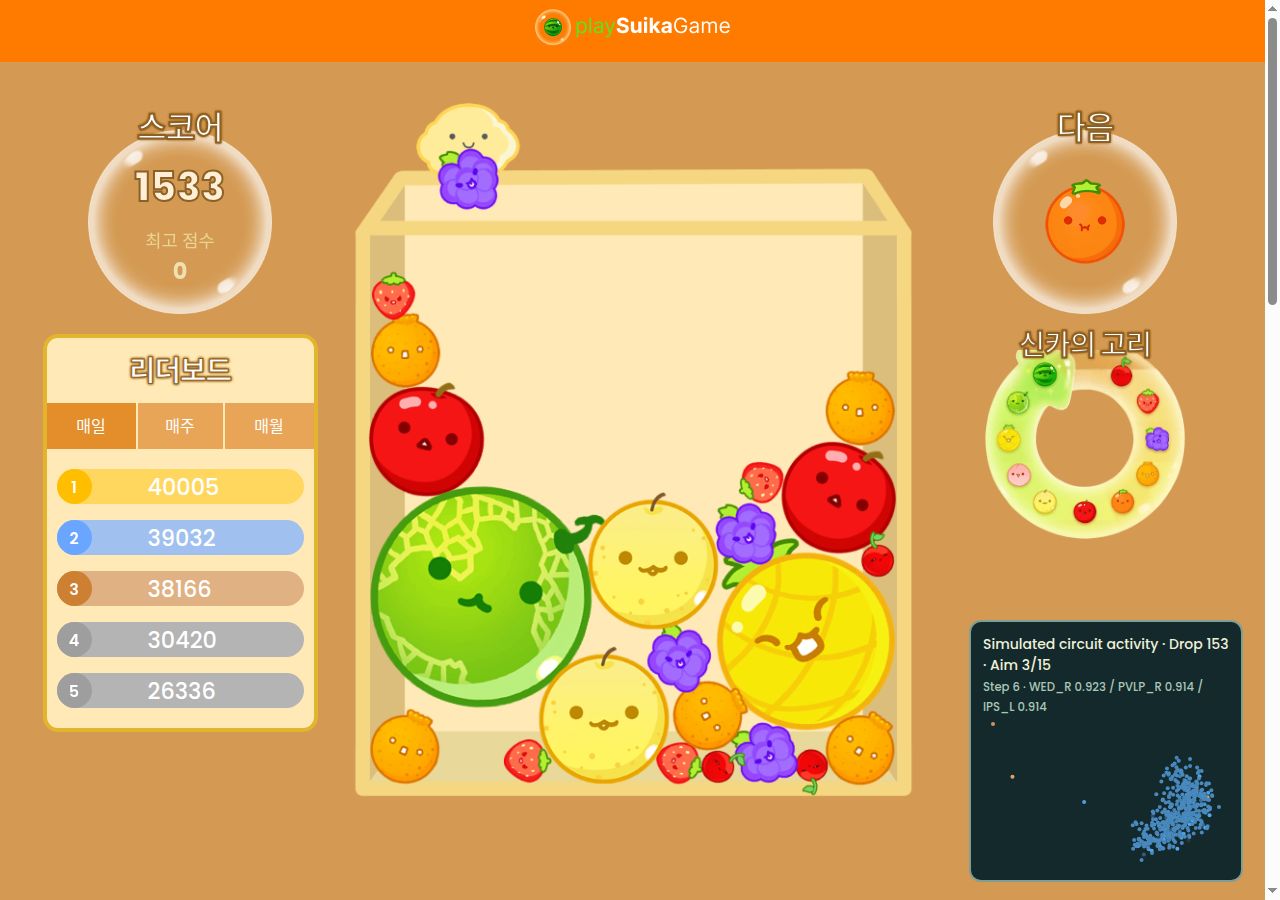 playSuikaGame
스코어
1533
최고 점수
0
리더보드
매일 매주 매월
1 40005
2 39032
3 38166
4 30420
5 26336
다음
신카의 고리
Simulated circuit activity · Drop 153
· Aim 3/15
Step 6 · WED_R 0.923 / PVLP_R 0.914 /
IPS_L 0.914